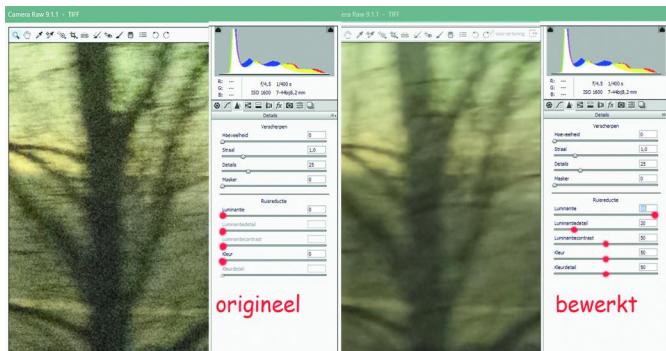 Camera Raw 9.1.1 - TIFF
R: ---
G: ---
B: ---
f/4,5 1/400 s
ISO 1600 7-44@8,2 mm
fx
Details
Verscherpen
Hoeveelheid 0
Straal 1,0
Details 25
Masker 0
Ruisreductie
Luminantie 0
Luminantiedetail
Luminantiecontrast
Kleur 0
Kleurdetail
origineel
era Raw 9.1.1 - TIFF
Voorvertoning
R: ---
G: ---
B: ---
f/4,5 1/400 s
ISO 1600 7-44@8,2 mm
fx
Details
Verscherpen
Hoeveelheid 0
Straal 1,0
Details 25
Masker 0
Ruisreductie
Luminantie
Luminantiedetail 20
Luminantiecontrast 50
Kleur 50
Kleurdetail 50
bewerkt